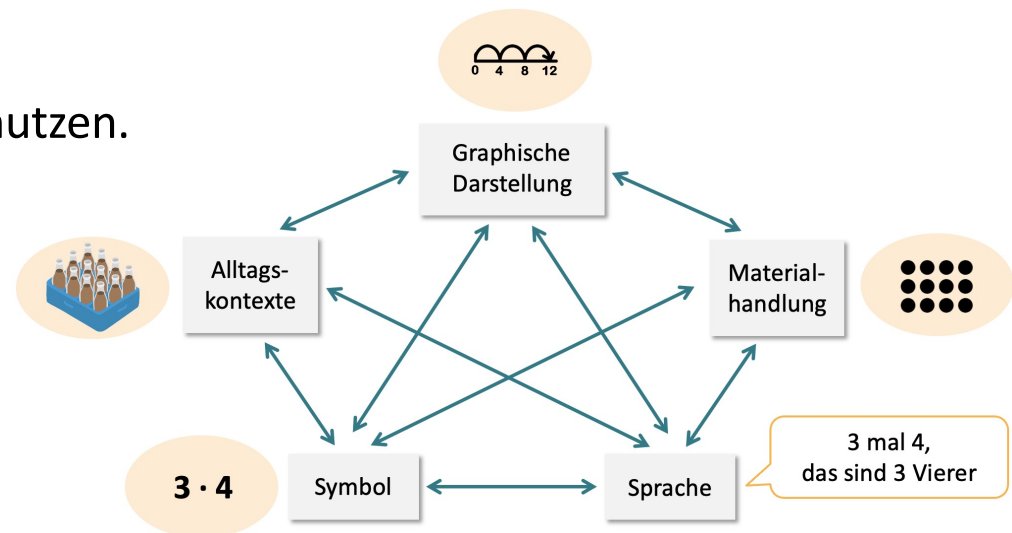 0 4 8 12
nutzen.
Graphische
Darstellung
Alltags-
kontexte
Material-
handlung
3 · 4
Symbol
Sprache
3 mal 4,
das sind 3 Vierer